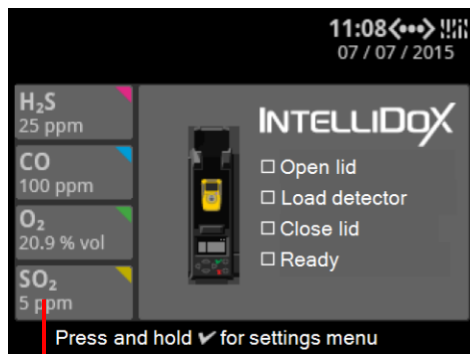 11:08
07 / 07 / 2015
H₂S
25 ppm
CO
100 ppm
O₂
20.9 % vol
SO₂
5 ppm
INTELLIDOX
Open lid
Load detector
Close lid
Ready
Press and hold ✔ for settings menu